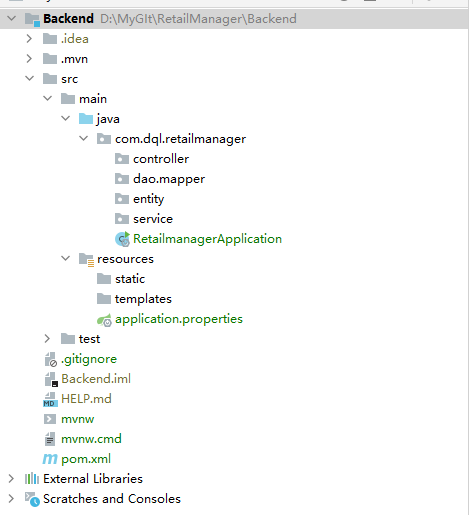 Backend D:\MyGIt\RetailManager\Backend
.idea
.mvn
src
main
java
com.dql.retailmanager
controller
dao.mapper
entity
service
RetailmanagerApplication
resources
static
templates
application.properties
test
.gitignore
Backend.iml
HELP.md
mvnw
mvnw.cmd
pom.xml
External Libraries
Scratches and Consoles